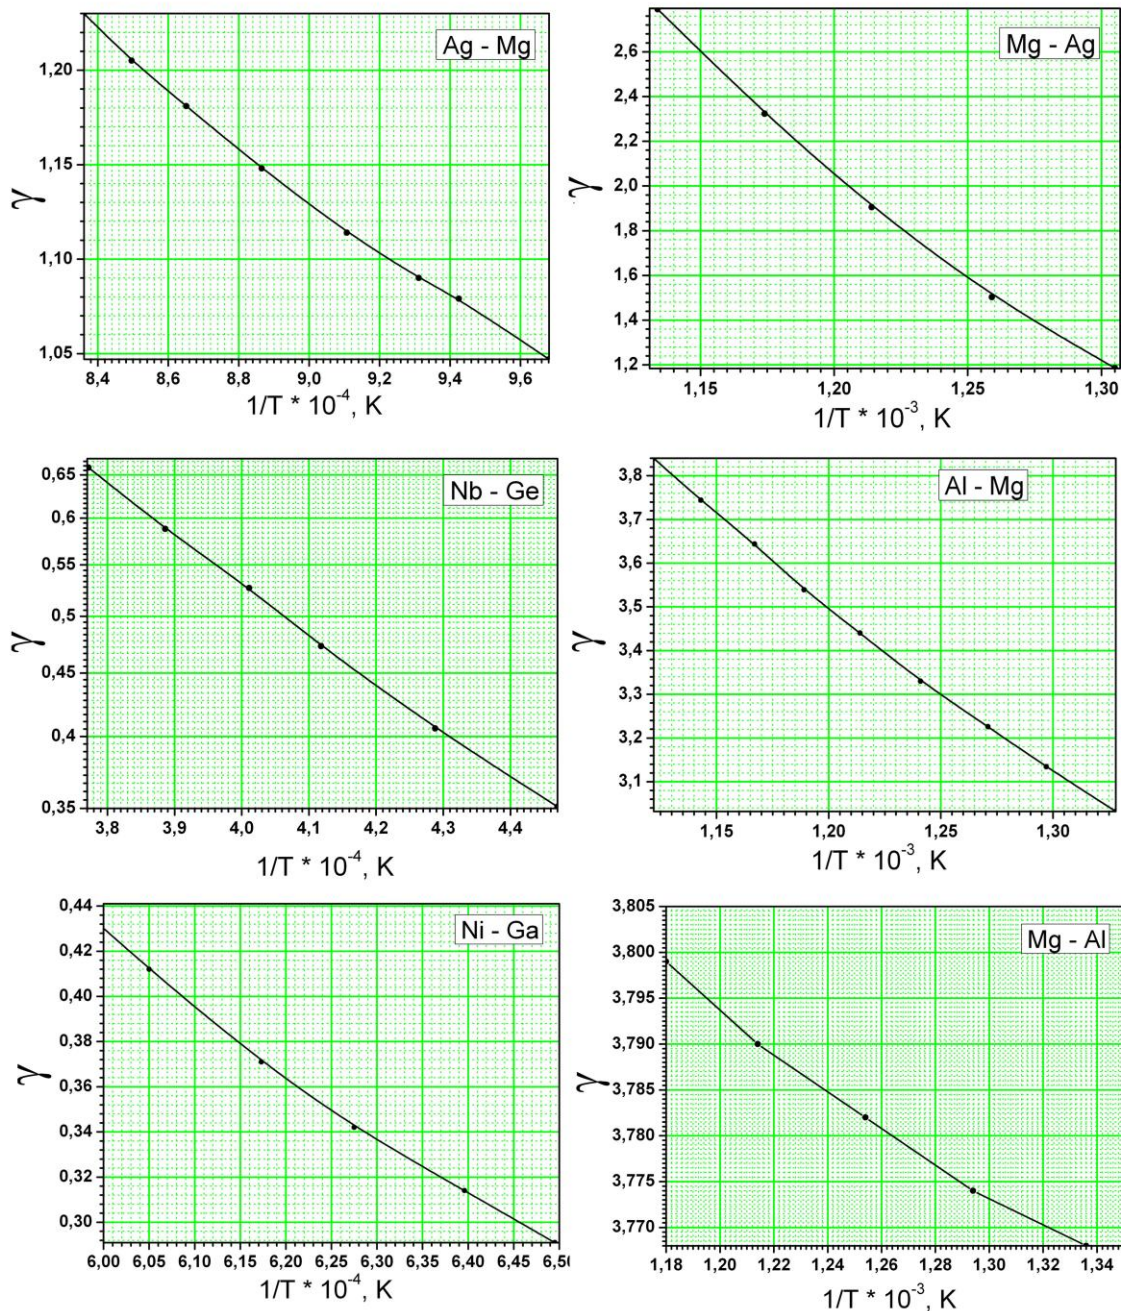 Ag - Mg
γ
1,20
1,15
1,10
1,05
8,4 8,6 8,8 9,0 9,2 9,4 9,6
1/T * 10-4, K
Mg - Ag
γ
2,6
2,4
2,2
2,0
1,8
1,6
1,4
1,2
1,15 1,20 1,25 1,30
1/T * 10-3, K
Nb - Ge
γ
0,65
0,6
0,55
0,5
0,45
0,4
0,35
3,8 3,9 4,0 4,1 4,2 4,3 4,4
1/T * 10-4, K
Al - Mg
γ
3,8
3,7
3,6
3,5
3,4
3,3
3,2
3,1
1,15 1,20 1,25 1,30
1/T * 10-3, K
Ni - Ga
γ
0,44
0,42
0,40
0,38
0,36
0,34
0,32
0,30
6,00 6,05 6,10 6,15 6,20 6,25 6,30 6,35 6,40 6,45 6,50
1/T * 10-4, K
Mg - Al
γ
3,805
3,800
3,795
3,790
3,785
3,780
3,775
3,770
1,18 1,20 1,22 1,24 1,26 1,28 1,30 1,32 1,34
1/T * 10-3, K